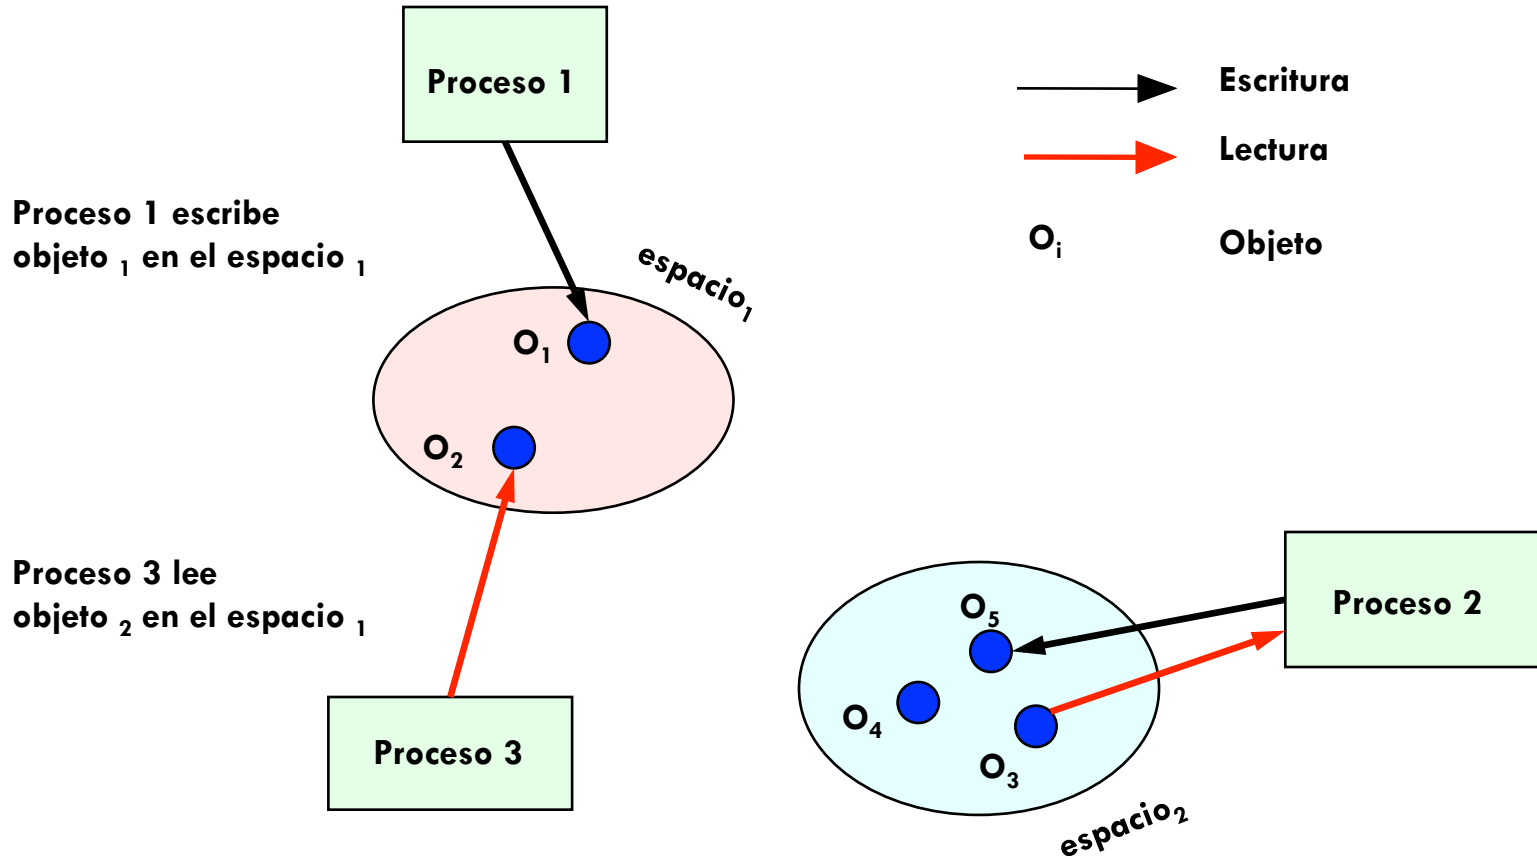 Proceso 1
Escritura
Lectura
Proceso 1 escribe
objeto ₁ en el espacio ₁
Oᵢ Objeto
espacio₁
O₁
O₂
Proceso 3 lee
objeto ₂ en el espacio ₁
O₅
Proceso 2
O₄
Proceso 3
O₃
espacio₂